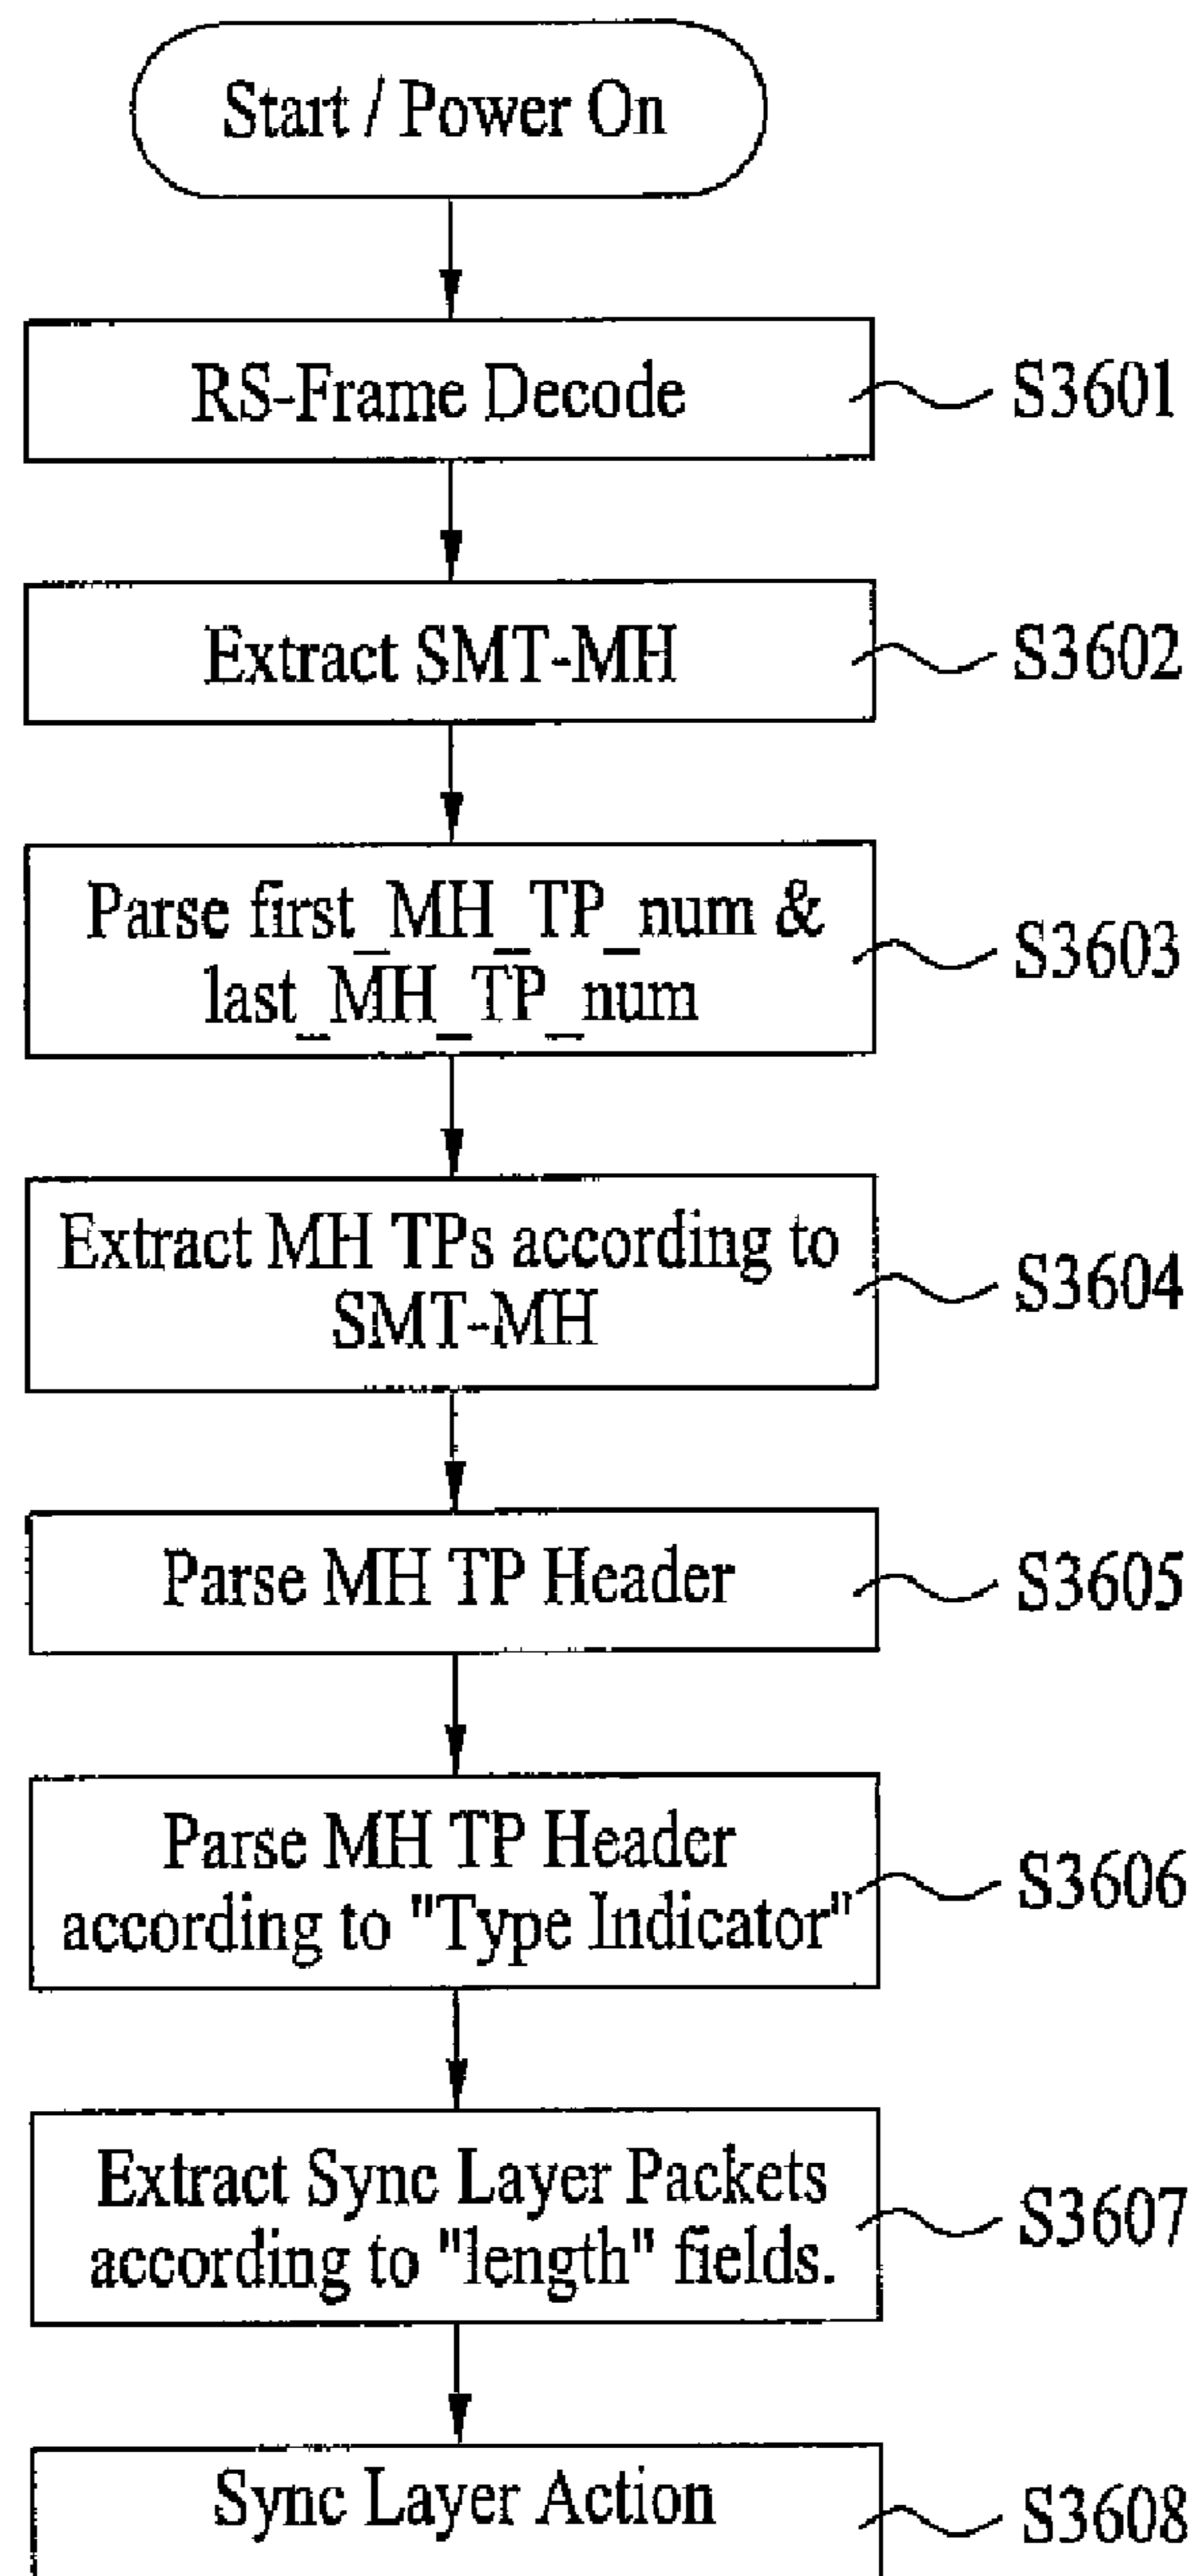 Start / Power On
RS-Frame Decode
S3601
Extract SMT-MH
S3602
Parse first_MH_TP_num &
last_MH_TP_num
S3603
Extract MH TPs according to
SMT-MH
S3604
Parse MH TP Header
S3605
Parse MH TP Header
according to "Type Indicator"
S3606
Extract Sync Layer Packets
according to "length" fields.
S3607
Sync Layer Action
S3608